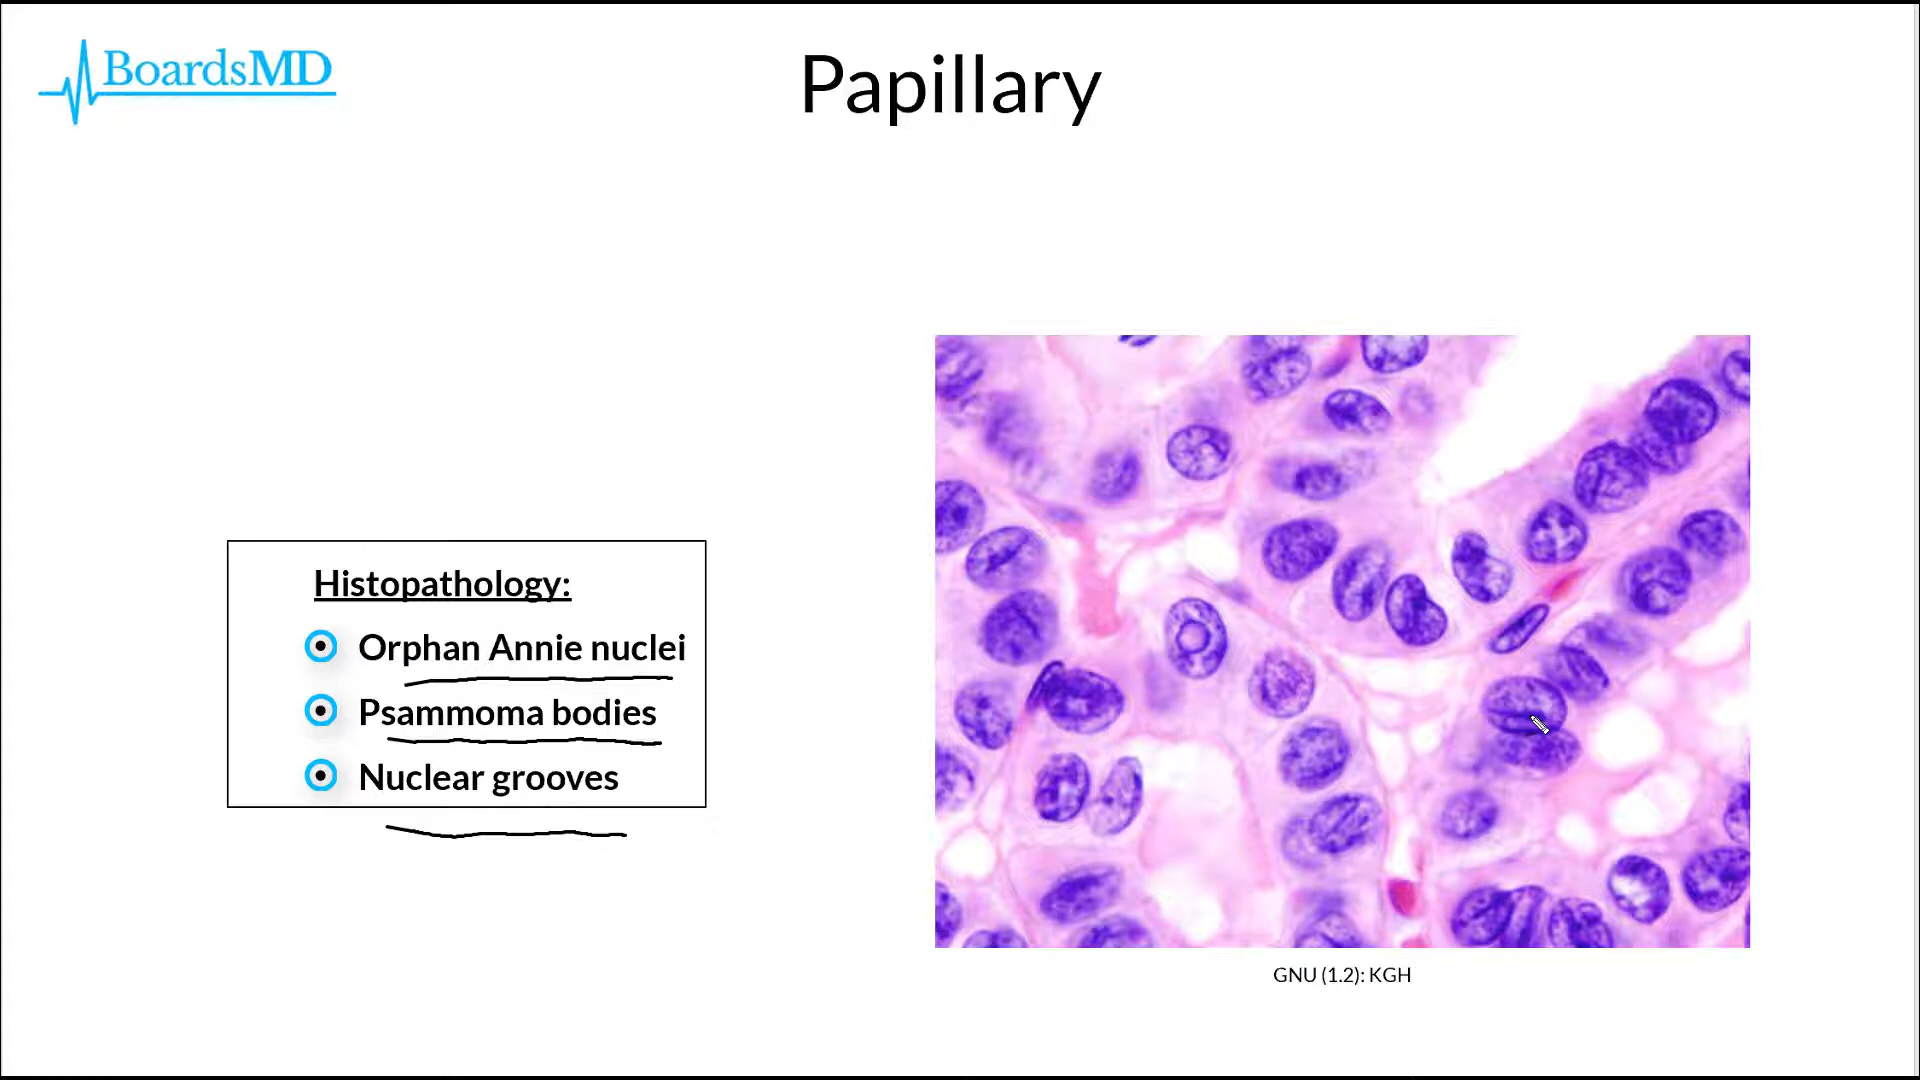 BoardsMD
Papillary
Histopathology:
Orphan Annie nuclei
Psammoma bodies
Nuclear grooves
GNU (1.2): KGH